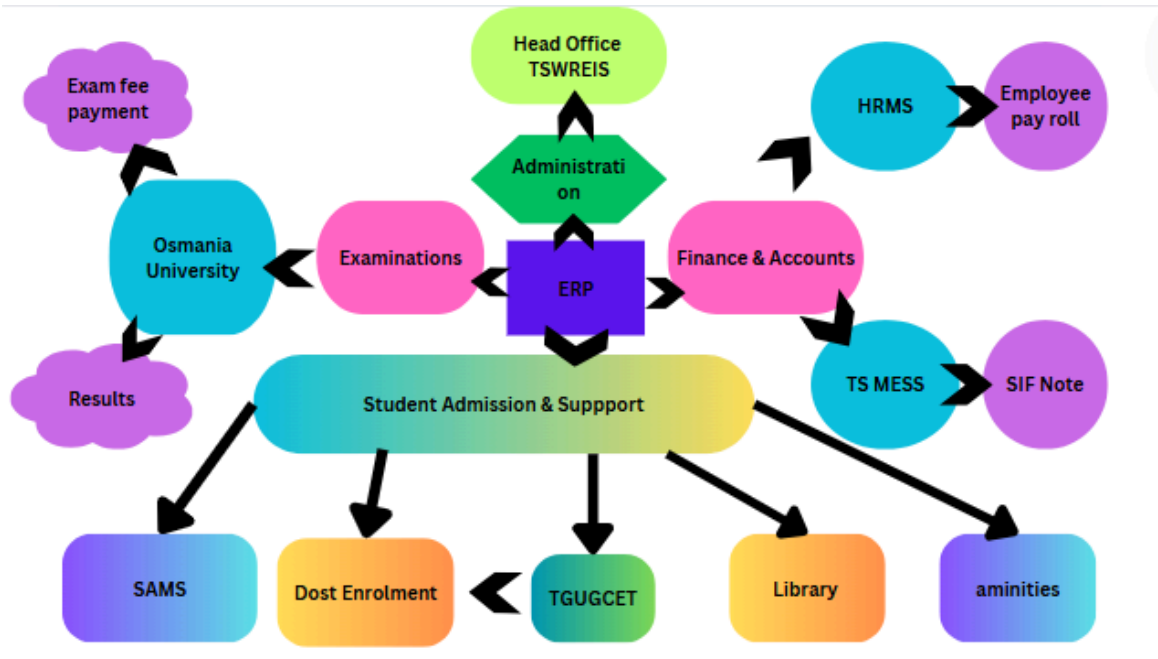 Head Office
TSWREIS
Exam fee
payment
HRMS
Employee
pay roll
Administrati
on
Osmania
University
Examinations
ERP
Finance & Accounts
Results
Student Admission & Suppport
TS MESS
SIF Note
SAMS
Dost Enrolment
TGUGCET
Library
aminities